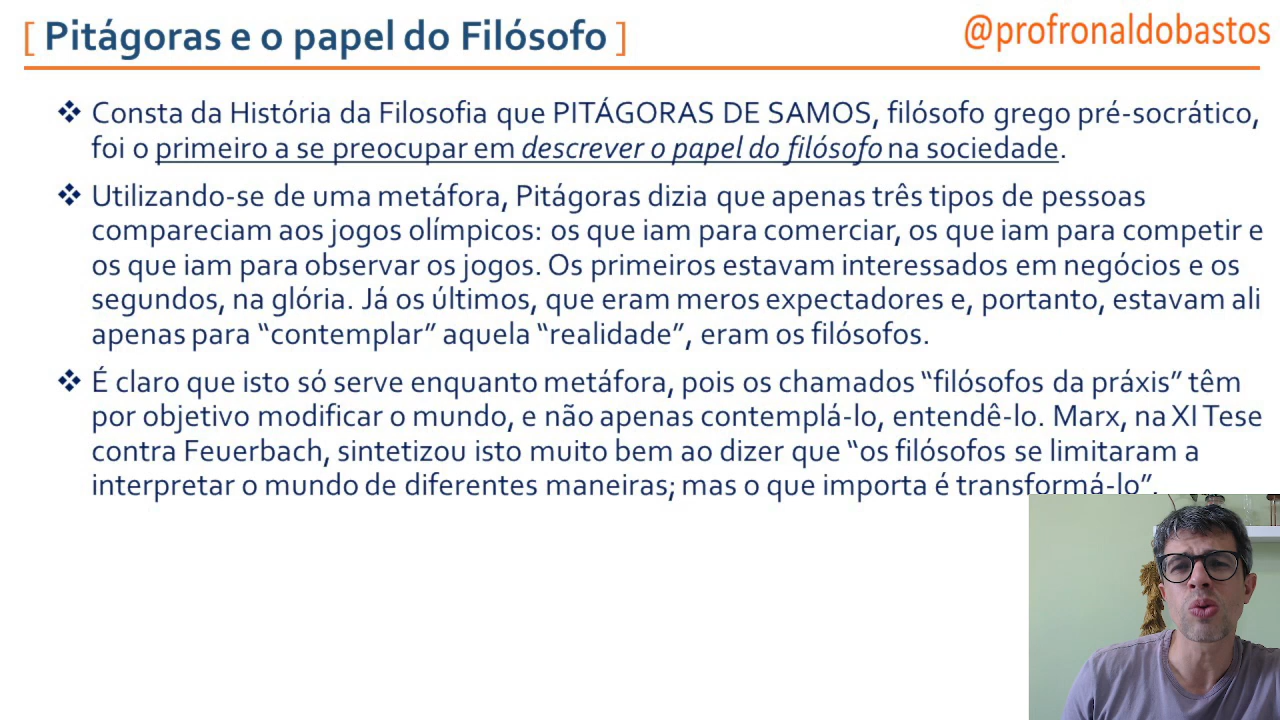 [ Pitágoras e o papel do Filósofo ]
@profronaldobastos
❖ Consta da História da Filosofia que PITÁGORAS DE SAMOS, filósofo grego pré-socrático,
foi o primeiro a se preocupar em descrever o papel do filósofo na sociedade.
❖ Utilizando-se de uma metáfora, Pitágoras dizia que apenas três tipos de pessoas
compareciam aos jogos olímpicos: os que iam para comerciar, os que iam para competir e
os que iam para observar os jogos. Os primeiros estavam interessados em negócios e os
segundos, na glória. Já os últimos, que eram meros expectadores e, portanto, estavam ali
apenas para “contemplar” aquela “realidade”, eram os filósofos.
❖ É claro que isto só serve enquanto metáfora, pois os chamados “filósofos da práxis” têm
por objetivo modificar o mundo, e não apenas contemplá-lo, entendê-lo. Marx, na XI Tese
contra Feuerbach, sintetizou isto muito bem ao dizer que “os filósofos se limitaram a
interpretar o mundo de diferentes maneiras; mas o que importa é transformá-lo”.